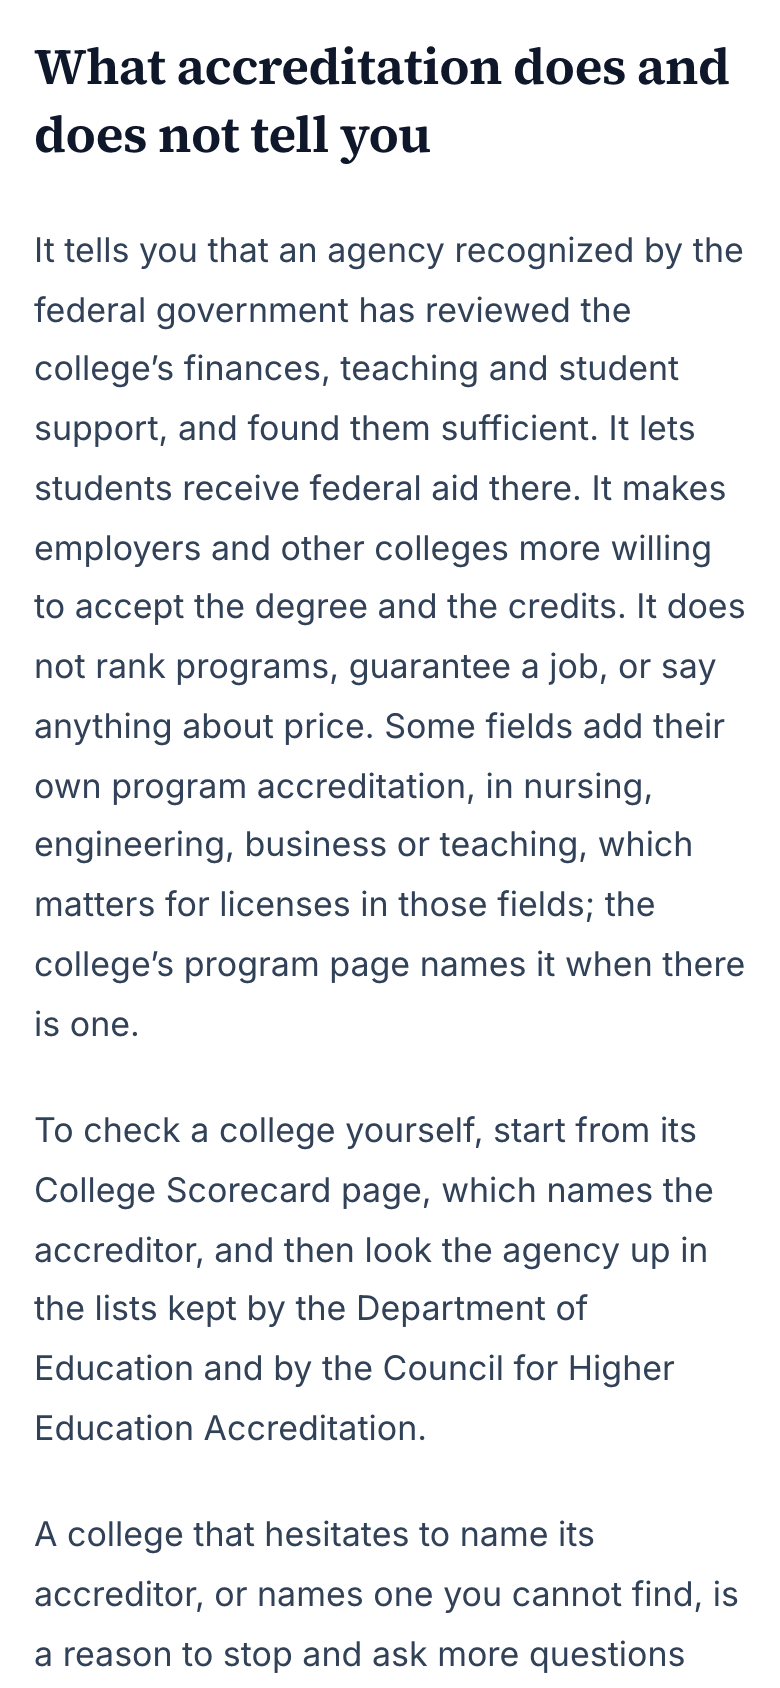 What accreditation does and
does not tell you
It tells you that an agency recognized by the
federal government has reviewed the
college’s finances, teaching and student
support, and found them sufficient. It lets
students receive federal aid there. It makes
employers and other colleges more willing
to accept the degree and the credits. It does
not rank programs, guarantee a job, or say
anything about price. Some fields add their
own program accreditation, in nursing,
engineering, business or teaching, which
matters for licenses in those fields; the
college’s program page names it when there
is one.
To check a college yourself, start from its
College Scorecard page, which names the
accreditor, and then look the agency up in
the lists kept by the Department of
Education and by the Council for Higher
Education Accreditation.
A college that hesitates to name its
accreditor, or names one you cannot find, is
a reason to stop and ask more questions